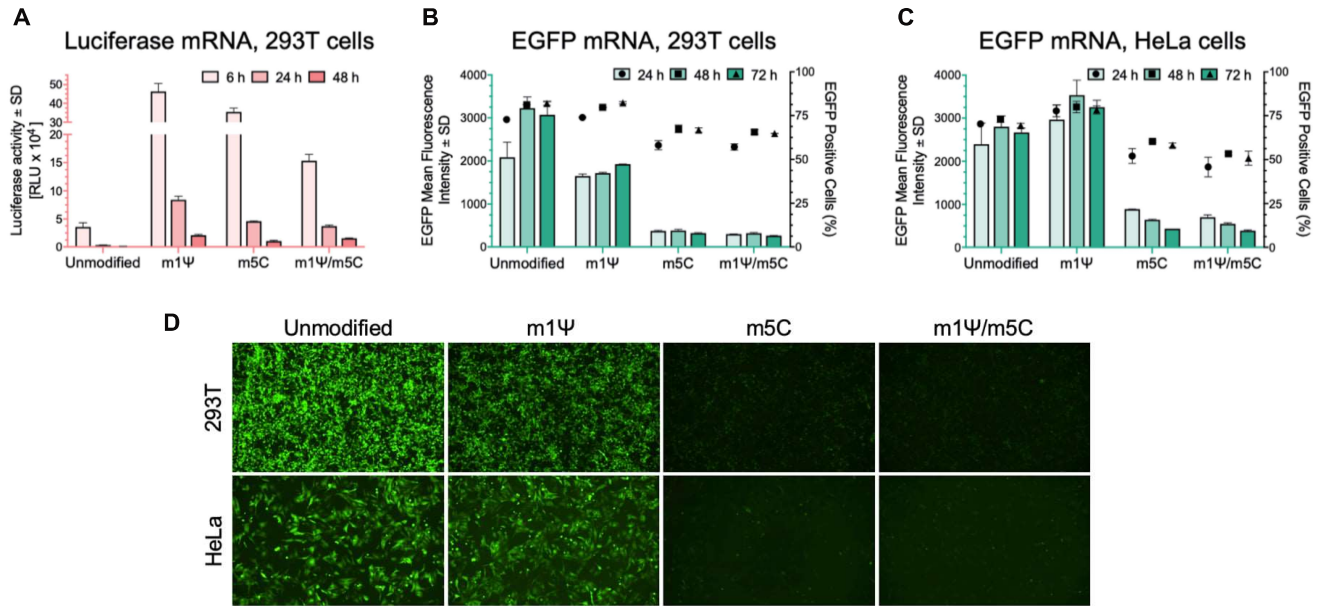 A
Luciferase mRNA, 293T cells
6 h 24 h 48 h
Luciferase activity ± SD
[RLU x 10⁴]
50
40
30
20
15
10
5
0
Unmodified m1Ψ m5C m1Ψ/m5C
B
EGFP mRNA, 293T cells
24 h 48 h 72 h
EGFP Mean Fluorescence
Intensity ± SD
4000
3000
2000
1000
0
100
75
50
25
0
EGFP Positive Cells (%)
Unmodified m1Ψ m5C m1Ψ/m5C
C
EGFP mRNA, HeLa cells
24 h 48 h 72 h
EGFP Mean Fluorescence
Intensity ± SD
4000
3000
2000
1000
0
100
75
50
25
0
EGFP Positive Cells (%)
Unmodified m1Ψ m5C m1Ψ/m5C
D
Unmodified m1Ψ m5C m1Ψ/m5C
293T
HeLa